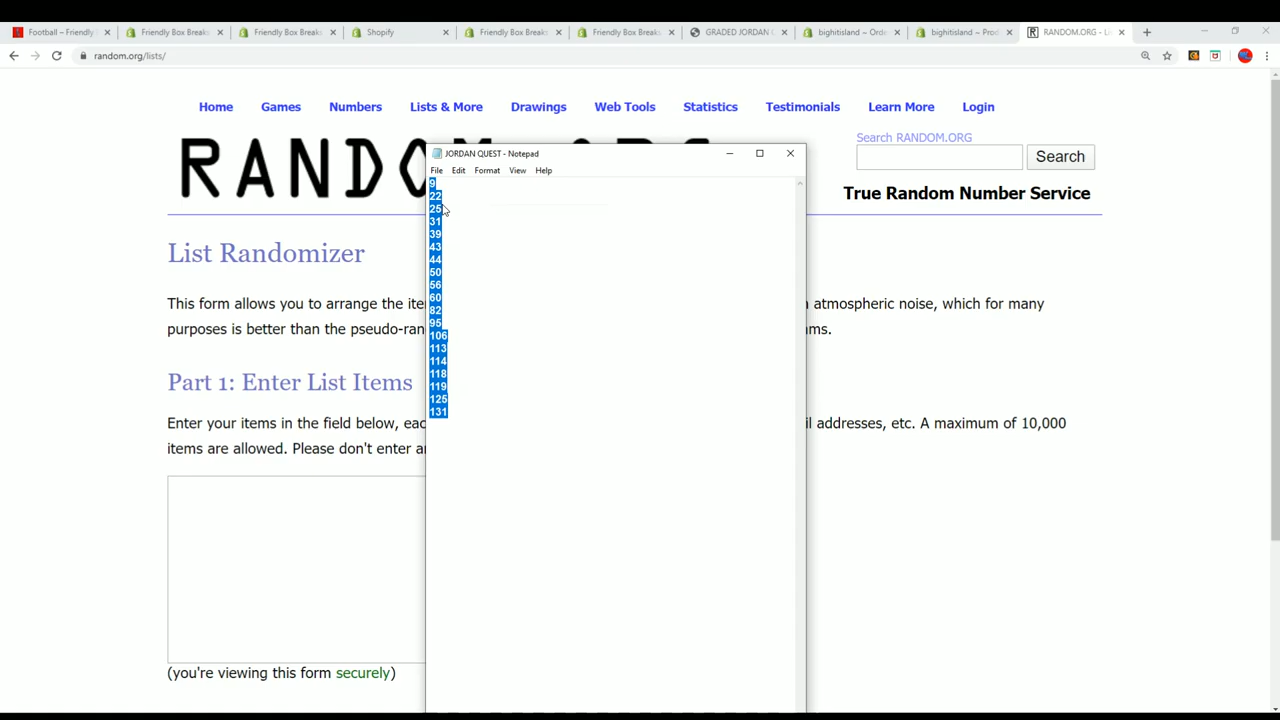 Football – Friendly
Friendly Box Breaks
Friendly Box Breaks
Shopify
Friendly Box Breaks
Friendly Box Breaks
GRADED JORDAN
bighitisland ~ Orde
bighitisland ~ Prod
RANDOM.ORG - Li
random.org/lists/
Home Games Numbers Lists & More Drawings Web Tools Statistics Testimonials Learn More Login
Search RANDOM.ORG
Search
True Random Number Service
JORDAN QUEST - Notepad
File Edit Format View Help
9
22
25
31
39
43
44
50
56
60
82
95
106
113
114
118
119
125
131
List Randomizer
This form allows you to arrange the ite
atmospheric noise, which for many
purposes is better than the pseudo-ran
ms.
Part 1: Enter List Items
Enter your items in the field below, eac
il addresses, etc. A maximum of 10,000
items are allowed. Please don't enter a
(you're viewing this form securely)